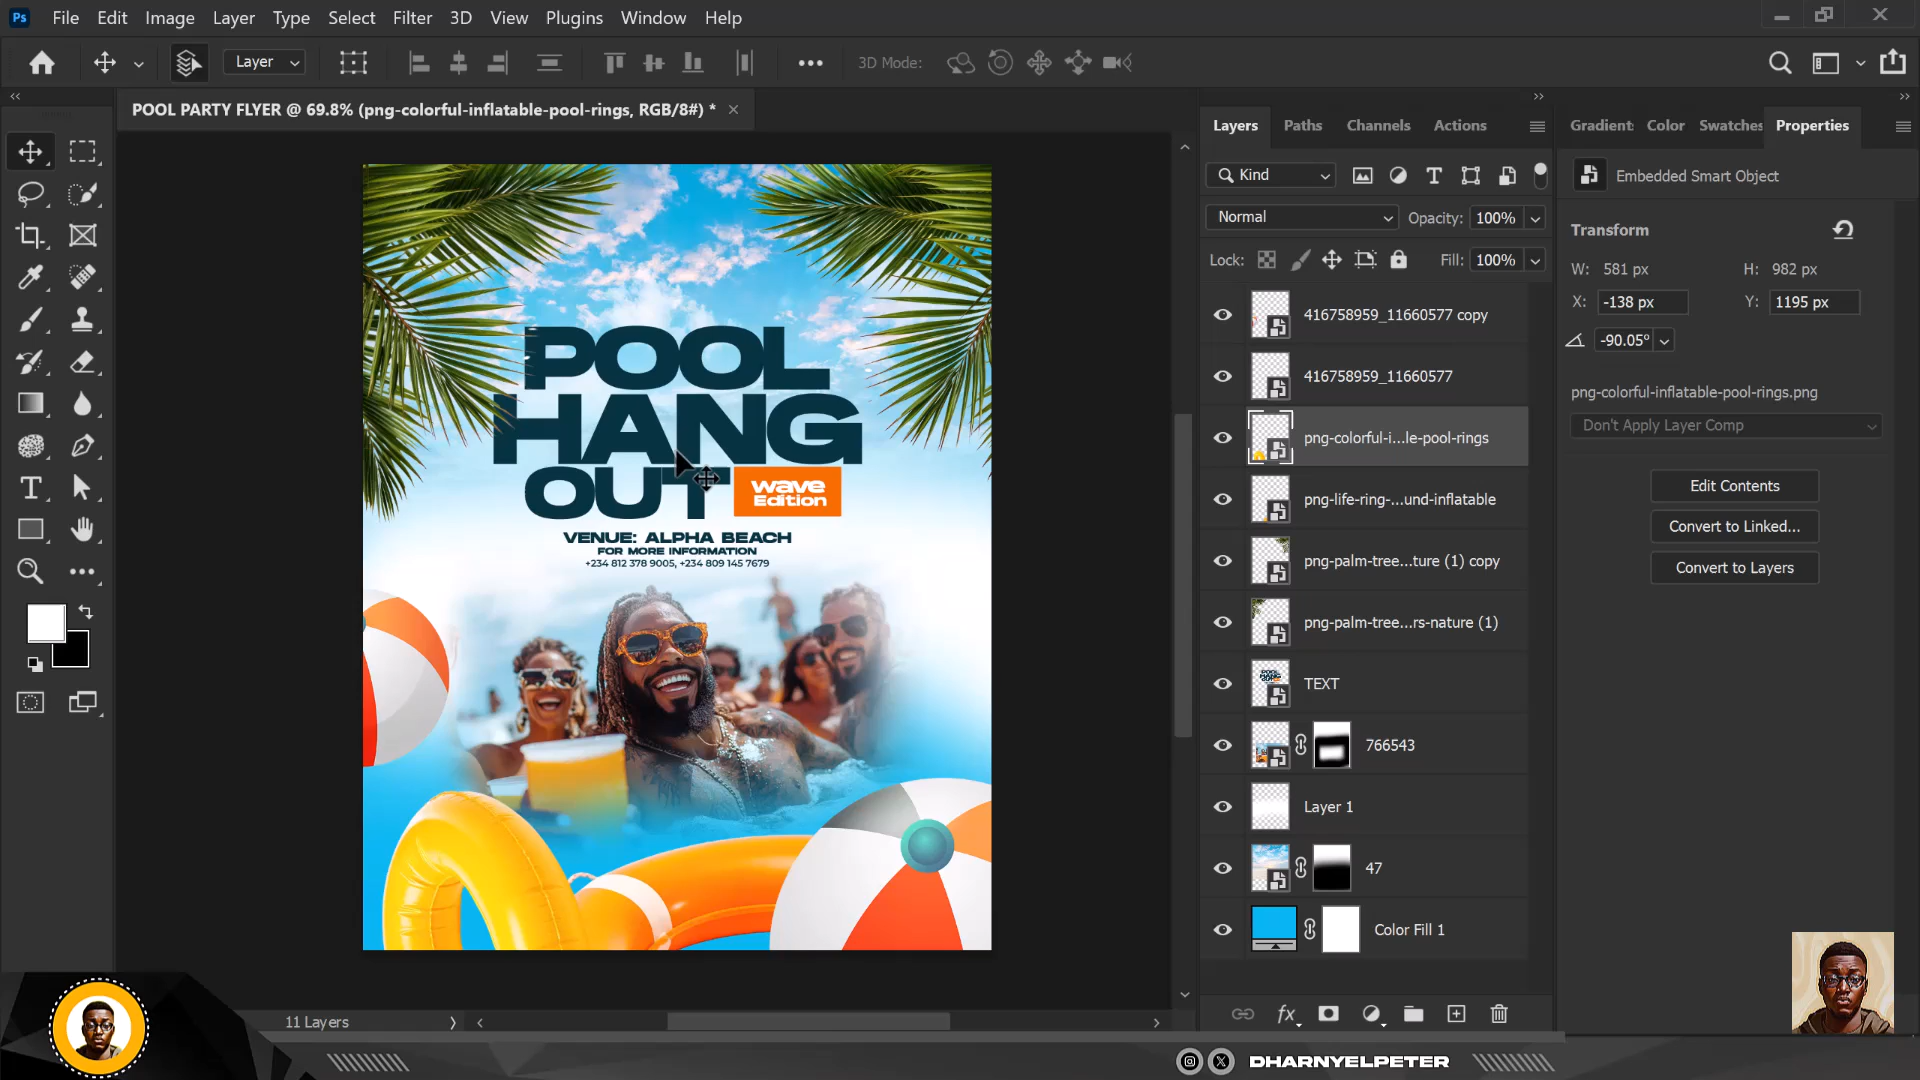 Ps File Edit Image Layer Type Select Filter 3D View Plugins Window Help
Layer 3D Mode:
POOL PARTY FLYER @ 69.8% (png-colorful-inflatable-pool-rings, RGB/8#) *
POOL
HANG
OUT
wave
Edition
VENUE: ALPHA BEACH
FOR MORE INFORMATION
+234 812 378 9005, +234 809 145 7679
11 Layers
Layers Paths Channels Actions
Kind
Normal Opacity: 100%
Lock: Fill: 100%
416758959_11660577 copy
416758959_11660577
png-colorful-i...le-pool-rings
png-life-ring-...und-inflatable
png-palm-tree...ture (1) copy
png-palm-tree...rs-nature (1)
TEXT
766543
Layer 1
47
Color Fill 1
fx
Gradient Color Swatches Properties
Embedded Smart Object
Transform
W: 581 px H: 982 px
X: -138 px Y: 1195 px
-90.05°
png-colorful-inflatable-pool-rings.png
Don't Apply Layer Comp
Edit Contents
Convert to Linked...
Convert to Layers
DHARNYELPETER